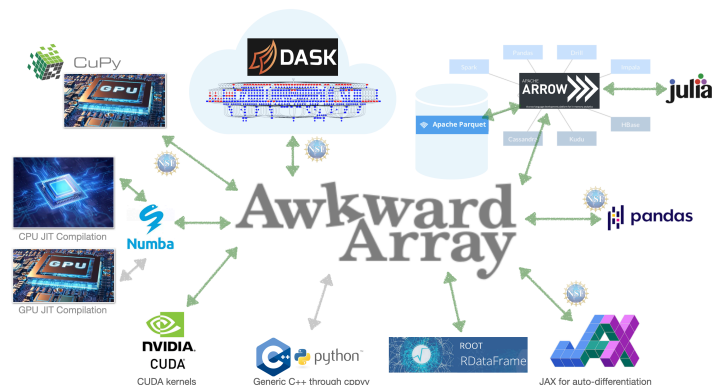 CuPy
GPU
DASK
Spark
Pandas
Drill
Impala
APACHE
ARROW
julia
Apache Parquet
Cassandra
Kudu
HBase
NSF
NSF
NSF
NSF
CPU JIT Compilation
Numba
GPU
GPU JIT Compilation
Awkward
Array
pandas
NVIDIA.
CUDA
CUDA kernels
C++
python™
Generic C++ through cppyy
ROOT
RDataFrame
JAX
JAX for auto-differentiation